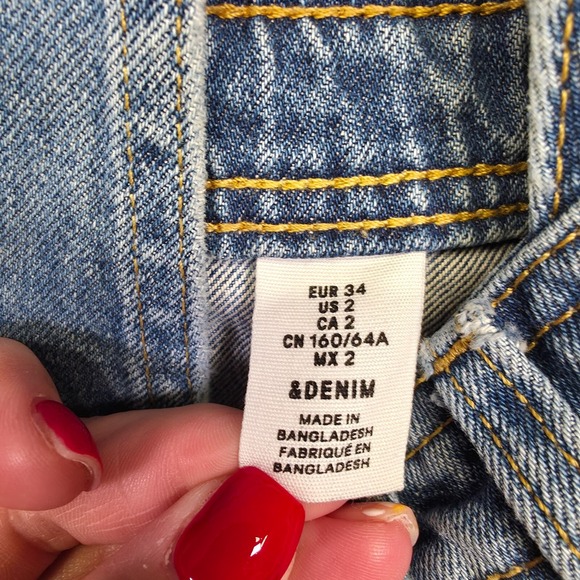 EUR 34
US 2
CA 2
CN 160/64A
MX 2
&DENIM
MADE IN
BANGLADESH
FABRIQUÉ EN
BANGLADESH